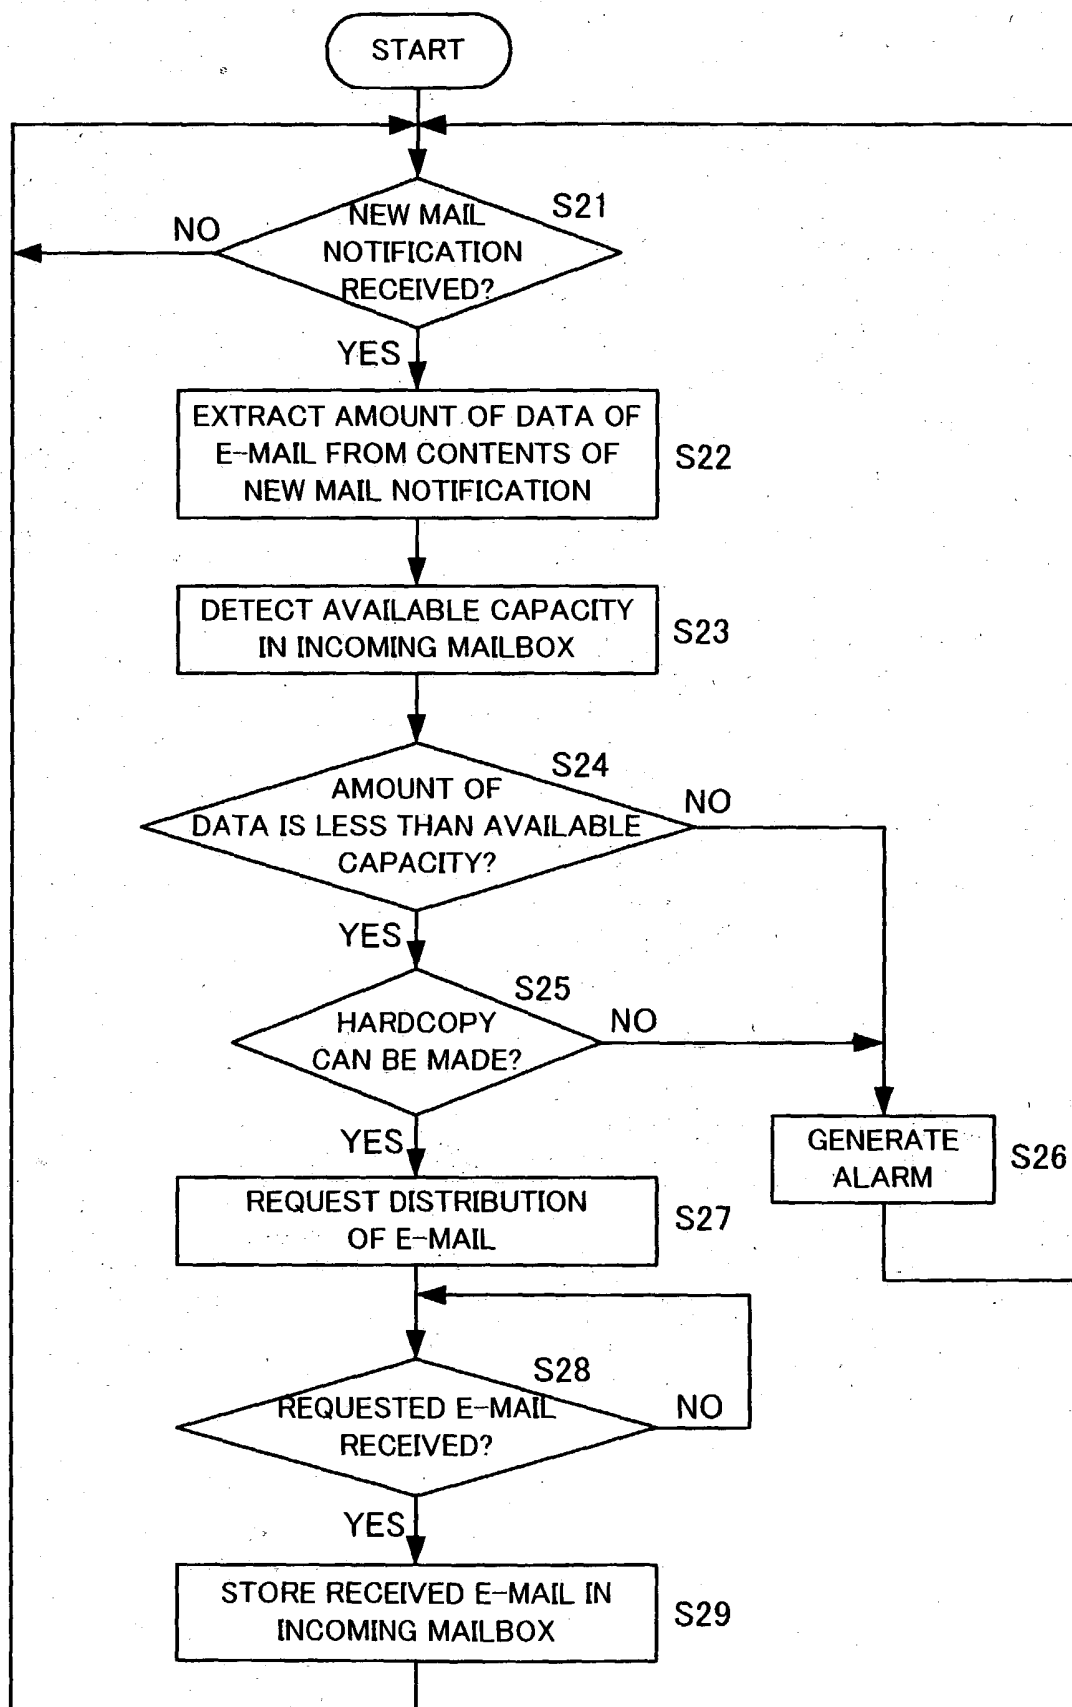 START
S21
NEW MAIL
NOTIFICATION
RECEIVED?
NO
YES
EXTRACT AMOUNT OF DATA OF
E-MAIL FROM CONTENTS OF
NEW MAIL NOTIFICATION
S22
DETECT AVAILABLE CAPACITY
IN INCOMING MAILBOX
S23
S24
AMOUNT OF
DATA IS LESS THAN AVAILABLE
CAPACITY?
NO
YES
S25
HARDCOPY
CAN BE MADE?
NO
YES
GENERATE
ALARM
S26
REQUEST DISTRIBUTION
OF E-MAIL
S27
S28
REQUESTED E-MAIL
RECEIVED?
NO
YES
STORE RECEIVED E-MAIL IN
INCOMING MAILBOX
S29